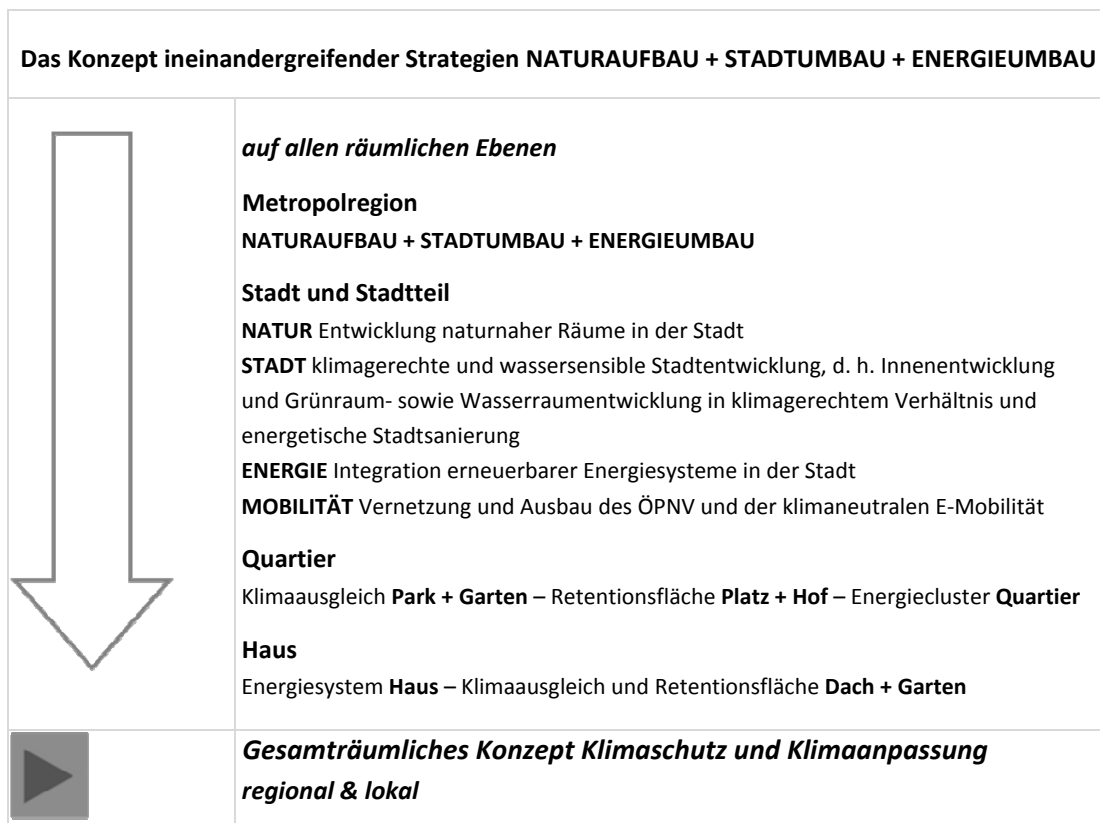 Das Konzept ineinandergreifender Strategien NATURAUFBAU + STADTUMBAU + ENERGIEUMBAU
auf allen räumlichen Ebenen
Metropolregion
NATURAUFBAU + STADTUMBAU + ENERGIEUMBAU
Stadt und Stadtteil
NATUR Entwicklung naturnaher Räume in der Stadt
STADT klimagerechte und wassersensible Stadtentwicklung, d. h. Innenentwicklung
und Grünraum- sowie Wasserraumentwicklung in klimagerechtem Verhältnis und
energetische Stadtsanierung
ENERGIE Integration erneuerbarer Energiesysteme in der Stadt
MOBILITÄT Vernetzung und Ausbau des ÖPNV und der klimaneutralen E-Mobilität
Quartier
Klimaausgleich Park + Garten – Retentionsfläche Platz + Hof – Energiecluster Quartier
Haus
Energiesystem Haus – Klimaausgleich und Retentionsfläche Dach + Garten
Gesamträumliches Konzept Klimaschutz und Klimaanpassung
regional & lokal